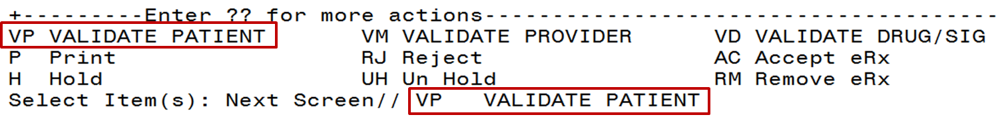 +---------Enter ?? for more actions--------------------------------------
VP VALIDATE PATIENT VM VALIDATE PROVIDER VD VALIDATE DRUG/SIG
P Print RJ Reject AC Accept eRx
H Hold UH Un Hold RM Remove eRx
Select Item(s): Next Screen// VP VALIDATE PATIENT